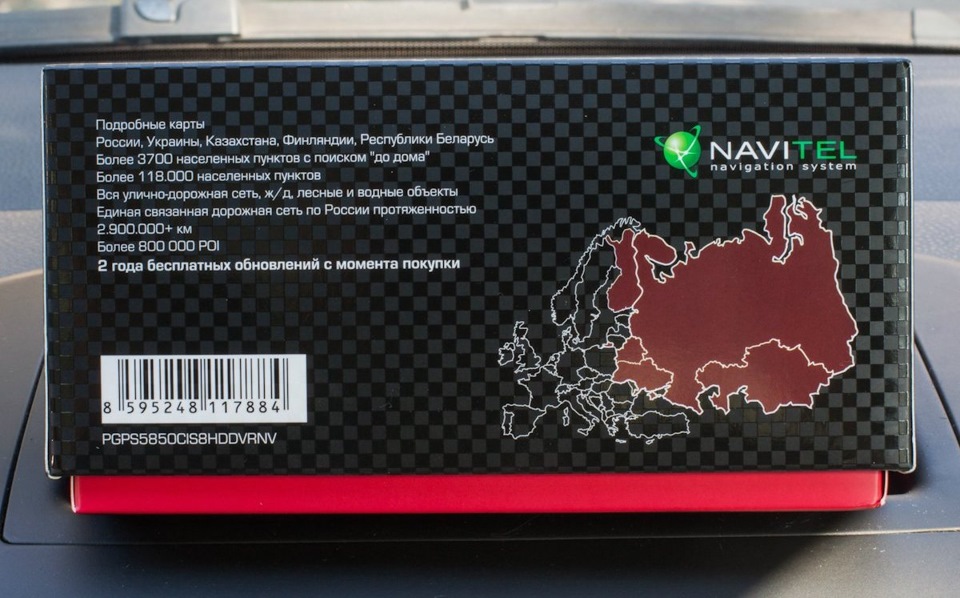 Подробные карты
России, Украины, Казахстана, Финляндии, Республики Беларусь
Более 3700 населенных пунктов с поиском "до дома"
Более 118.000 населенных пунктов
Вся улично-дорожная сеть, ж/д, лесные и водные объекты
Единая связанная дорожная сеть по России протяженностью
2.900.000+ км
Более 800 000 POI
2 года бесплатных обновлений с момента покупки
NAVITEL
navigation system
8 595248 117884
PGPS5850CIS8HDDVRNV